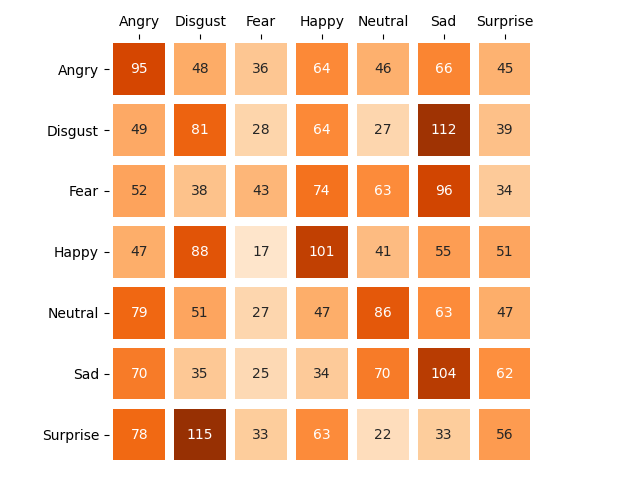 Angry Disgust Fear Happy Neutral Sad Surprise
Angry 95 48 36 64 46 66 45
Disgust 49 81 28 64 27 112 39
Fear 52 38 43 74 63 96 34
Happy 47 88 17 101 41 55 51
Neutral 79 51 27 47 86 63 47
Sad 70 35 25 34 70 104 62
Surprise 78 115 33 63 22 33 56